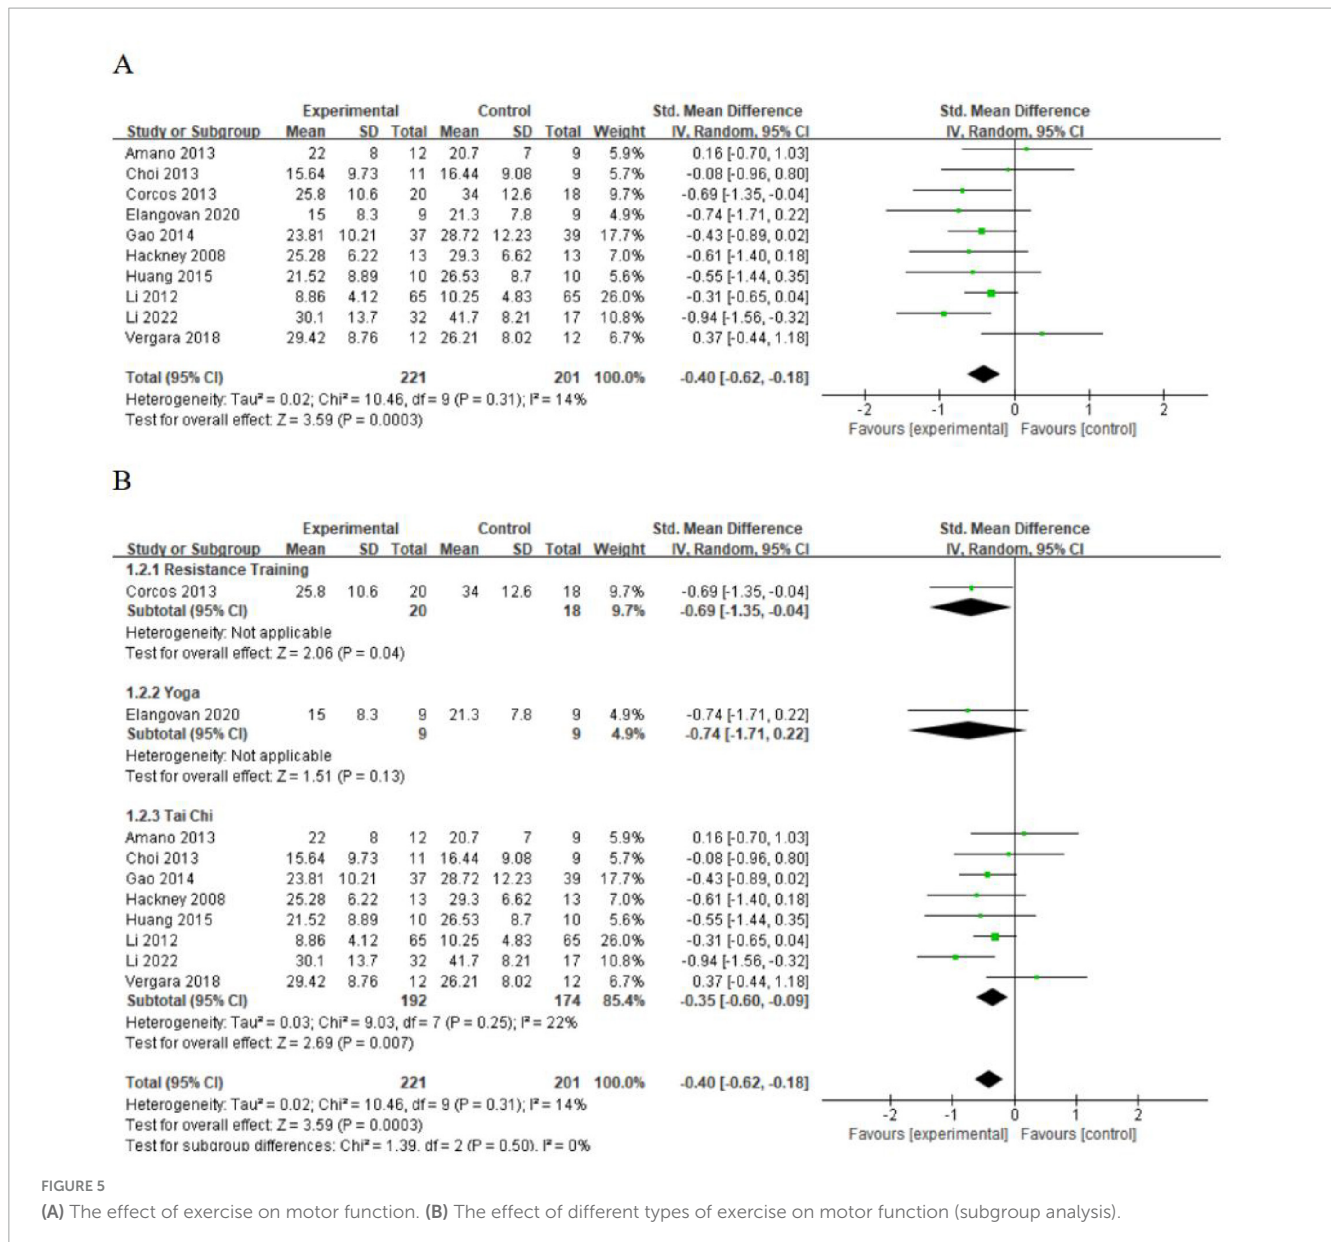 A
Experimental Control Std. Mean Difference Std. Mean Difference
Study or Subgroup Mean SD Total Mean SD Total Weight IV, Random, 95% CI IV, Random, 95% CI
Amano 2013 22 8 12 20.7 7 9 5.9% 0.16 [-0.70, 1.03]
Choi 2013 15.64 9.73 11 16.44 9.08 9 5.7% -0.08 [-0.96, 0.80]
Corcos 2013 25.8 10.6 20 34 12.6 18 9.7% -0.69 [-1.35, -0.04]
Elangovan 2020 15 8.3 9 21.3 7.8 9 4.9% -0.74 [-1.71, 0.22]
Gao 2014 23.81 10.21 37 28.72 12.23 39 17.7% -0.43 [-0.89, 0.02]
Hackney 2008 25.28 6.22 13 29.3 6.62 13 7.0% -0.61 [-1.40, 0.18]
Huang 2015 21.52 8.89 10 26.53 8.7 10 5.6% -0.55 [-1.44, 0.35]
Li 2012 8.86 4.12 65 10.25 4.83 65 26.0% -0.31 [-0.65, 0.04]
Li 2022 30.1 13.7 32 41.7 8.21 17 10.8% -0.94 [-1.56, -0.32]
Vergara 2018 29.42 8.76 12 26.21 8.02 12 6.7% 0.37 [-0.44, 1.18]
Total (95% CI) 221 201 100.0% -0.40 [-0.62, -0.18]
Heterogeneity: Tau² = 0.02; Chi² = 10.46, df = 9 (P = 0.31); I² = 14%
Test for overall effect: Z = 3.59 (P = 0.0003)
-2 -1 0 1 2
Favours [experimental] Favours [control]
B
Experimental Control Std. Mean Difference Std. Mean Difference
Study or Subgroup Mean SD Total Mean SD Total Weight IV, Random, 95% CI IV, Random, 95% CI
1.2.1 Resistance Training
Corcos 2013 25.8 10.6 20 34 12.6 18 9.7% -0.69 [-1.35, -0.04]
Subtotal (95% CI) 20 18 9.7% -0.69 [-1.35, -0.04]
Heterogeneity: Not applicable
Test for overall effect: Z = 2.06 (P = 0.04)
1.2.2 Yoga
Elangovan 2020 15 8.3 9 21.3 7.8 9 4.9% -0.74 [-1.71, 0.22]
Subtotal (95% CI) 9 9 4.9% -0.74 [-1.71, 0.22]
Heterogeneity: Not applicable
Test for overall effect: Z = 1.51 (P = 0.13)
1.2.3 Tai Chi
Amano 2013 22 8 12 20.7 7 9 5.9% 0.16 [-0.70, 1.03]
Choi 2013 15.64 9.73 11 16.44 9.08 9 5.7% -0.08 [-0.96, 0.80]
Gao 2014 23.81 10.21 37 28.72 12.23 39 17.7% -0.43 [-0.89, 0.02]
Hackney 2008 25.28 6.22 13 29.3 6.62 13 7.0% -0.61 [-1.40, 0.18]
Huang 2015 21.52 8.89 10 26.53 8.7 10 5.6% -0.55 [-1.44, 0.35]
Li 2012 8.86 4.12 65 10.25 4.83 65 26.0% -0.31 [-0.65, 0.04]
Li 2022 30.1 13.7 32 41.7 8.21 17 10.8% -0.94 [-1.56, -0.32]
Vergara 2018 29.42 8.76 12 26.21 8.02 12 6.7% 0.37 [-0.44, 1.18]
Subtotal (95% CI) 192 174 85.4% -0.35 [-0.60, -0.09]
Heterogeneity: Tau² = 0.03; Chi² = 9.03, df = 7 (P = 0.25); I² = 22%
Test for overall effect: Z = 2.69 (P = 0.007)
Total (95% CI) 221 201 100.0% -0.40 [-0.62, -0.18]
Heterogeneity: Tau² = 0.02; Chi² = 10.46, df = 9 (P = 0.31); I² = 14%
Test for overall effect: Z = 3.59 (P = 0.0003)
Test for subgroup differences: Chi² = 1.39, df = 2 (P = 0.50), I² = 0%
-2 -1 0 1 2
Favours [experimental] Favours [control]
FIGURE 5
(A) The effect of exercise on motor function. (B) The effect of different types of exercise on motor function (subgroup analysis).